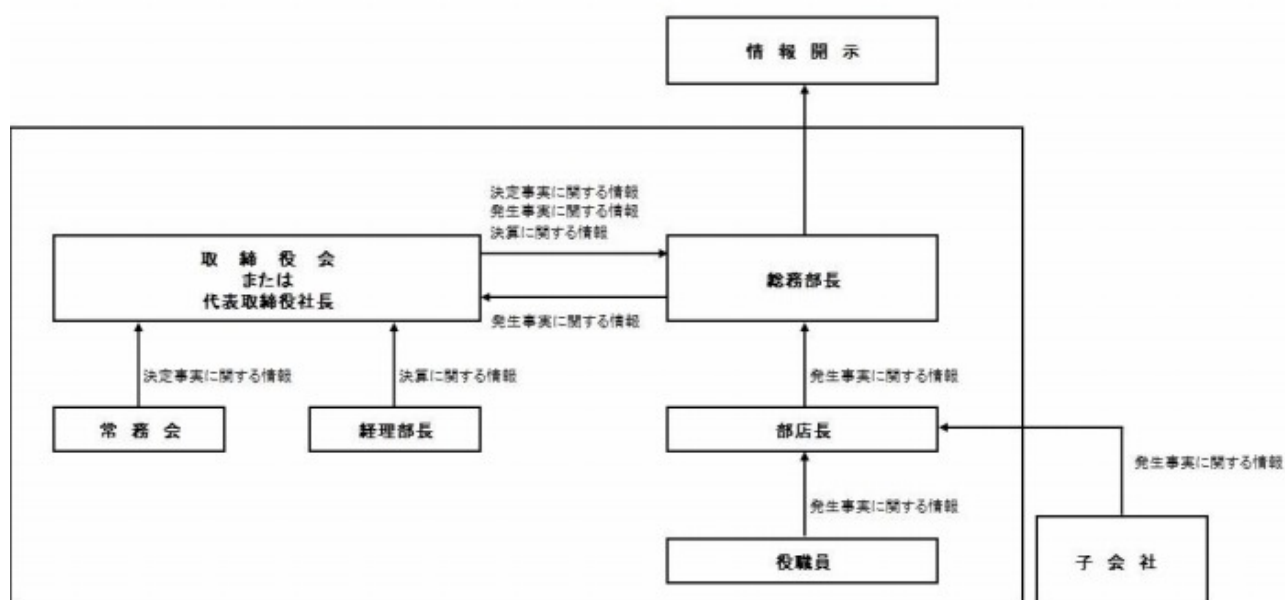 情報開示
決定事実に関する情報
発生事実に関する情報
決算に関する情報
取締役会
または
代表取締役社長
総務部長
発生事実に関する情報
決定事実に関する情報
決算に関する情報
発生事実に関する情報
常務会
経理部長
部店長
発生事実に関する情報
発生事実に関する情報
役職員
子会社